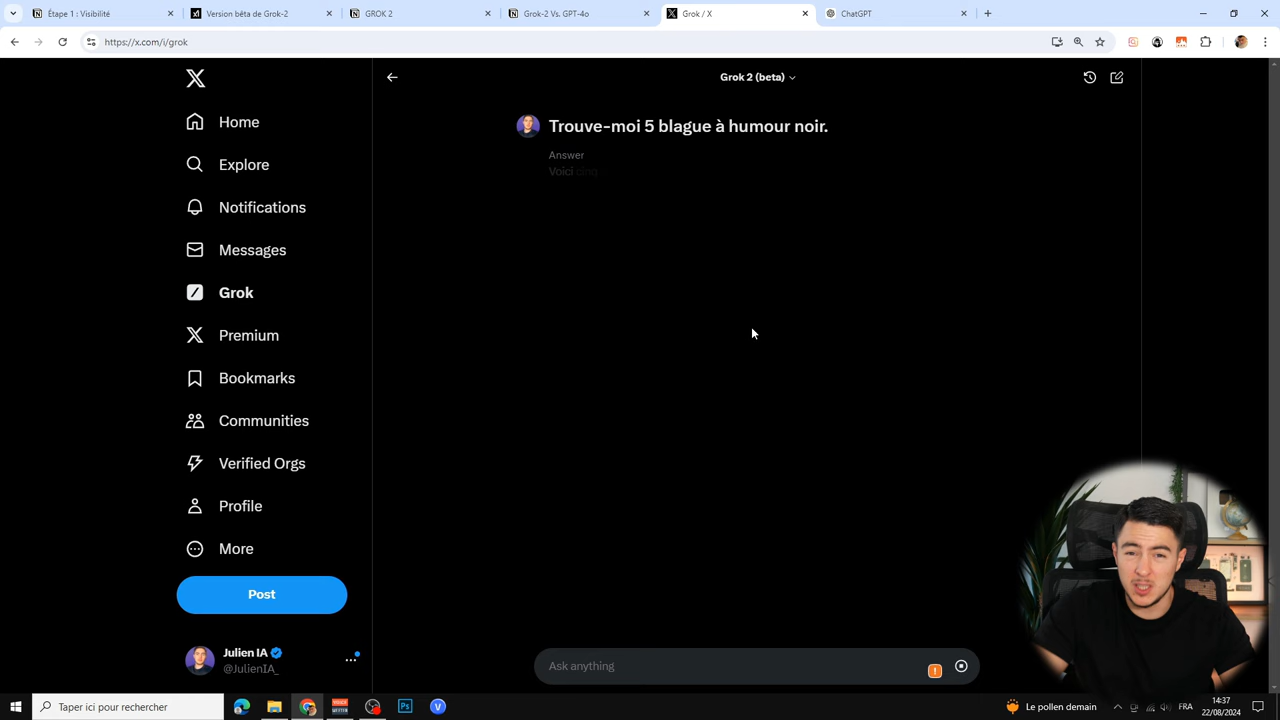 Étape 1 : Visibilité
Version bêta de Grok-2
GROK 2
Grok-2 Vs. GPT-4o
Grok / X
ChatGPT
https://x.com/i/grok
Grok 2 (beta)
Home
Explore
Notifications
Messages
Grok
Premium
Bookmarks
Communities
Verified Orgs
Profile
More
Post
Julien IA
@JulienIA_
Trouve-moi 5 blague à humour noir.
Answer
Voici cinq
Ask anything
Taper ici pour rechercher
Ps
V
Le pollen demain
FRA
14:37
22/08/2024